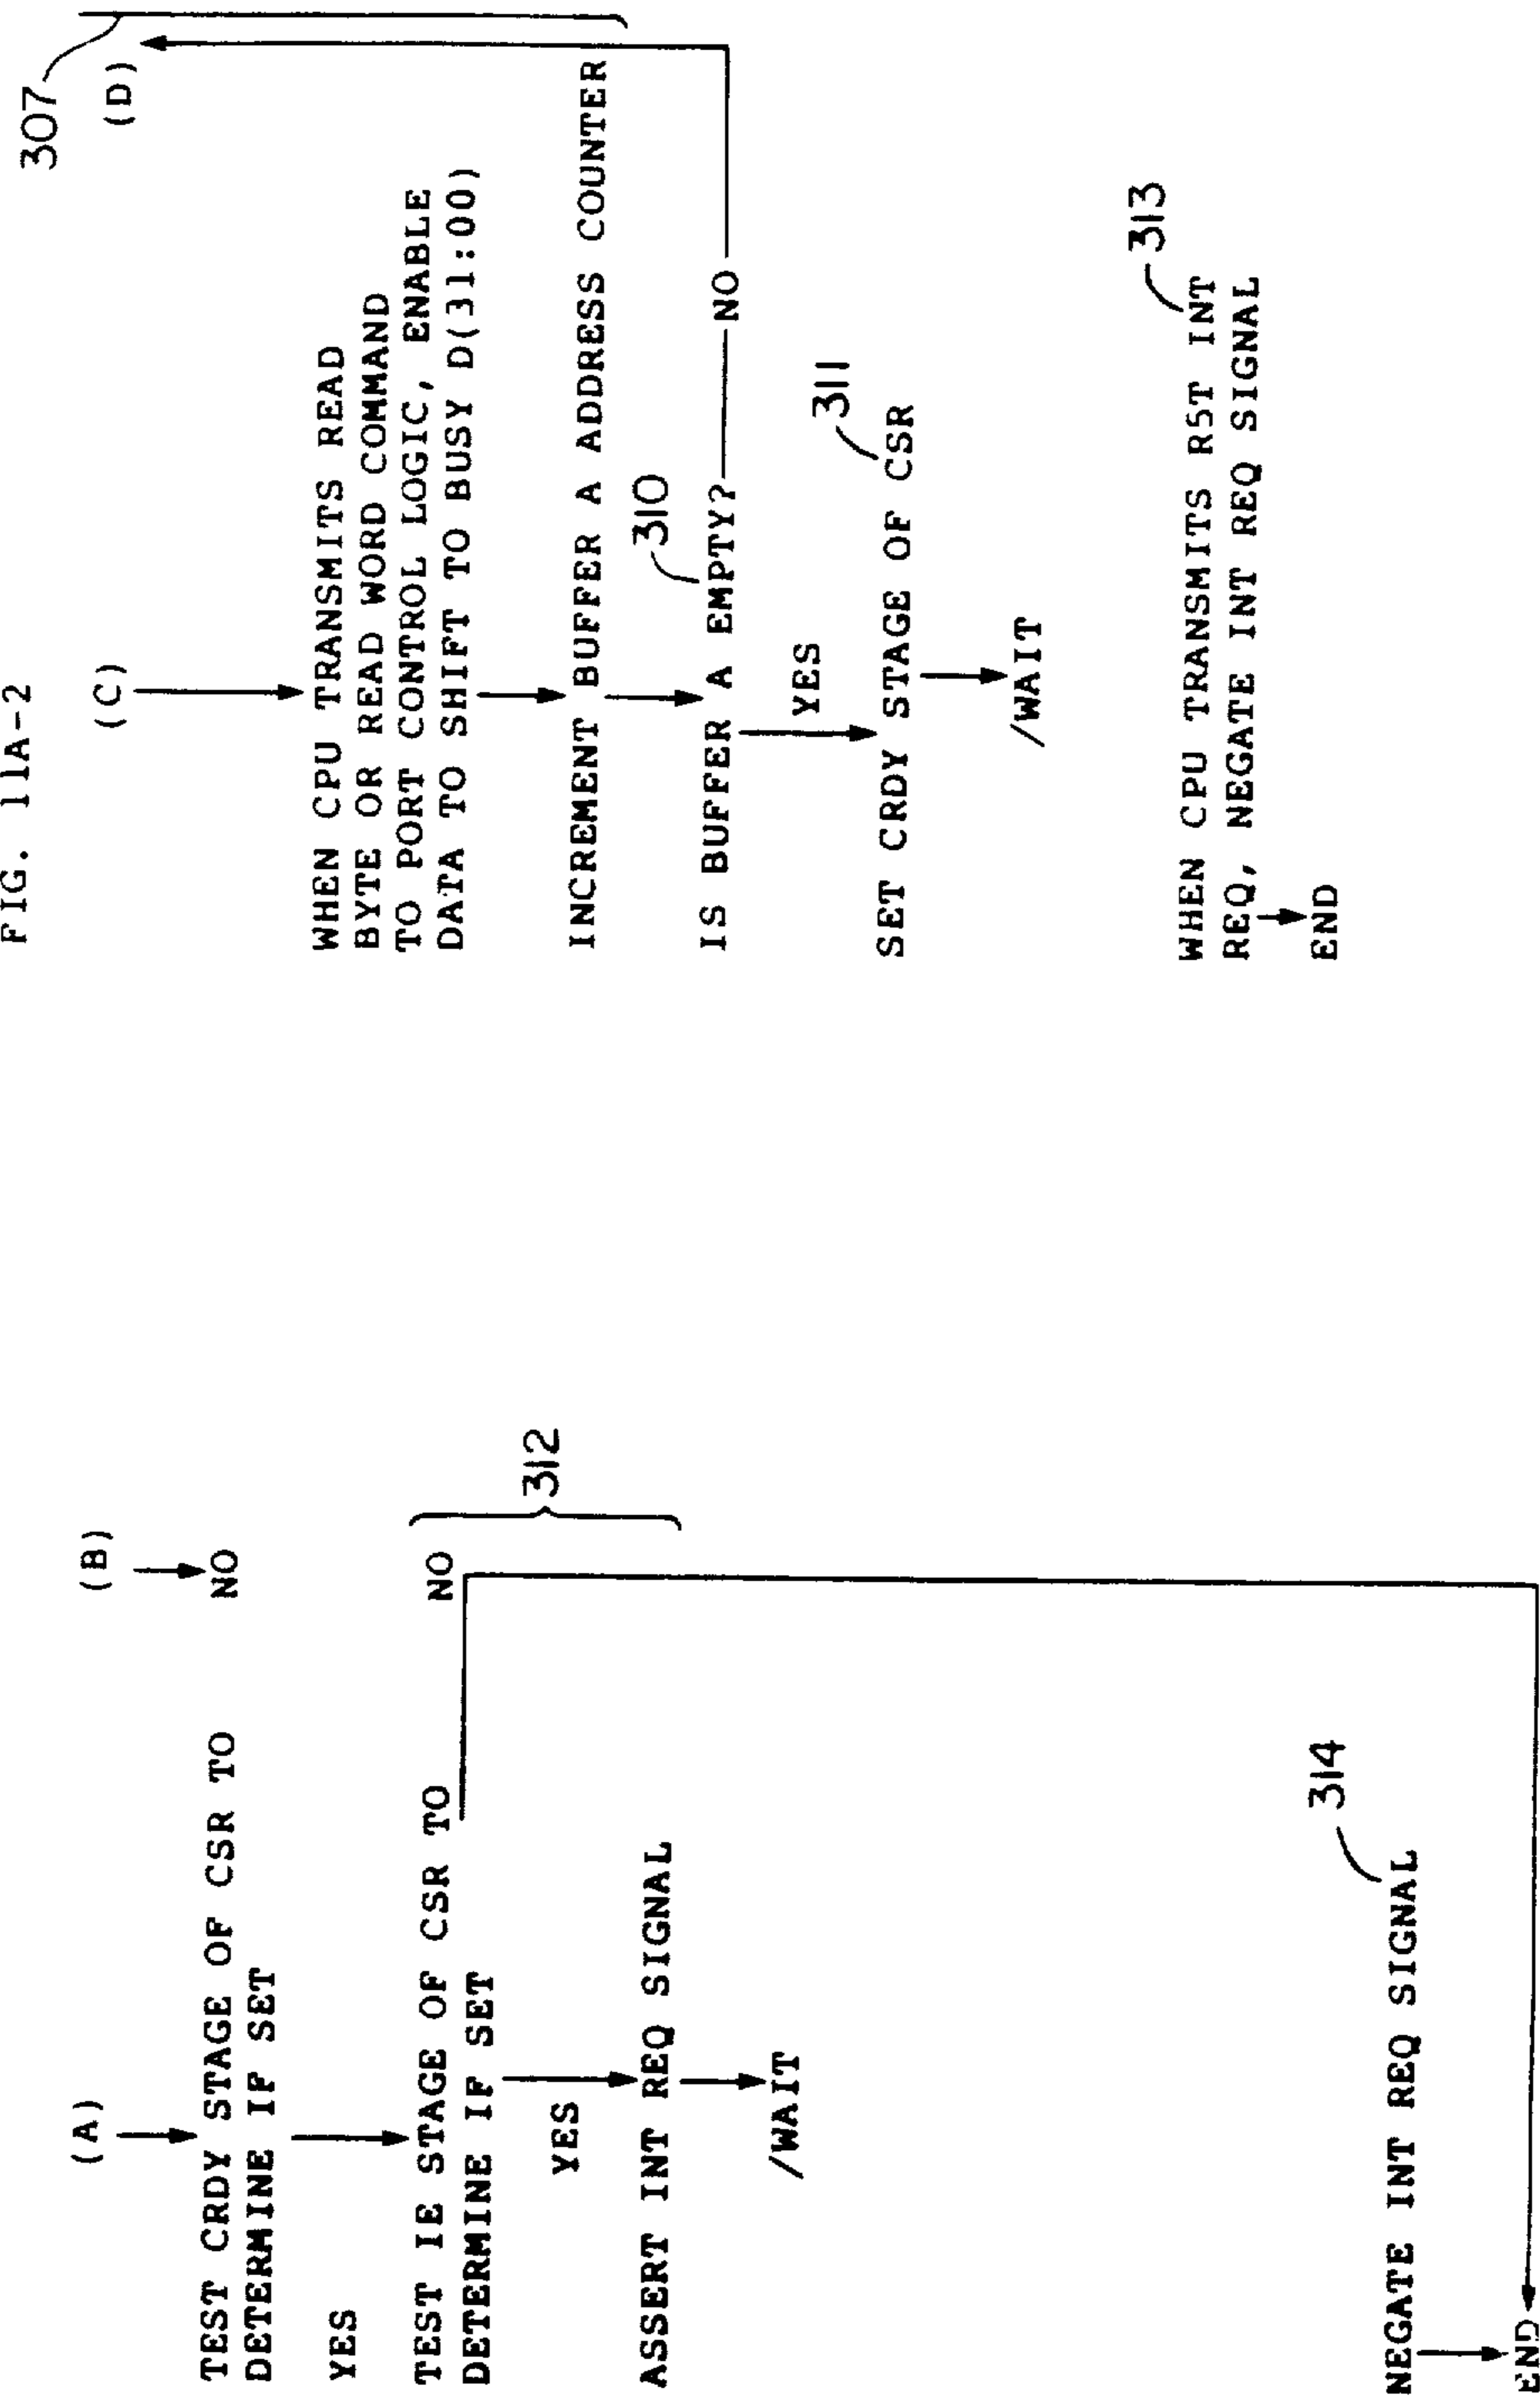 FIG. 11A-2
(A)
TEST CRDY STAGE OF CSR TO
DETERMINE IF SET
YES
(B)
NO
TEST IE STAGE OF CSR TO
DETERMINE IF SET
NO
YES
312
ASSERT INT REQ SIGNAL
/WAIT
314
NEGATE INT REQ SIGNAL
END
307
(C)
(D)
WHEN CPU TRANSMITS READ
BYTE OR READ WORD COMMAND
TO PORT CONTROL LOGIC, ENABLE
DATA TO SHIFT TO BUSY D(31:00)
INCREMENT BUFFER A ADDRESS COUNTER
310
IS BUFFER A EMPTY? NO
YES
311
SET CRDY STAGE OF CSR
/WAIT
313
WHEN CPU TRANSMITS RST INT
REQ, NEGATE INT REQ SIGNAL
END